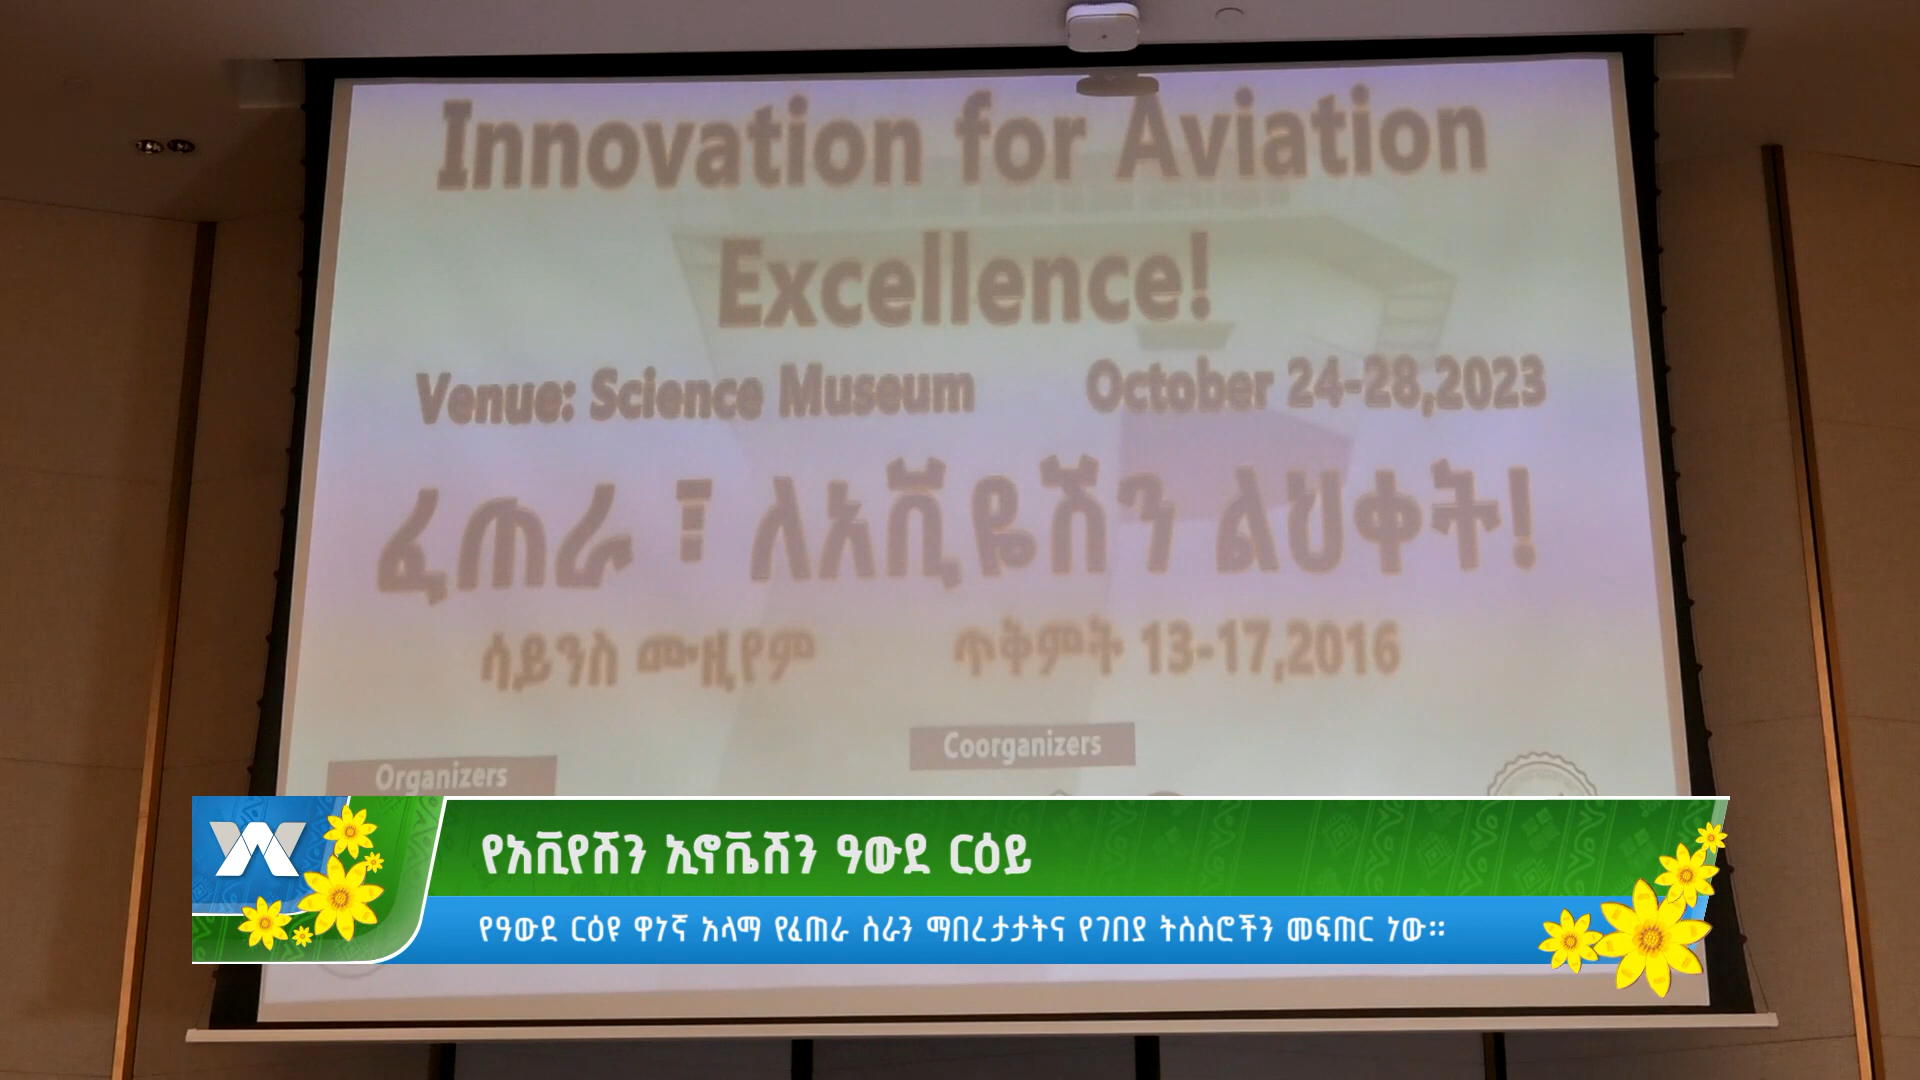 Innovation for Aviation
Excellence!
Venue: Science Museum October 24-28,2023
ፈጠራ ፣ ለአቪዬሽን ልህቀት!
ሳይንስ ሙዚየም ጥቅምት 13-17,2016
Coorganizers
Organizers
የአቪየሽን ኢኖቬሽን ዓውደ ርዕይ
የዓውደ ርዕዩ ዋነኛ አላማ የፈጠራ ስራን ማበረታታትና የገበያ ትስስሮችን መፍጠር ነው።